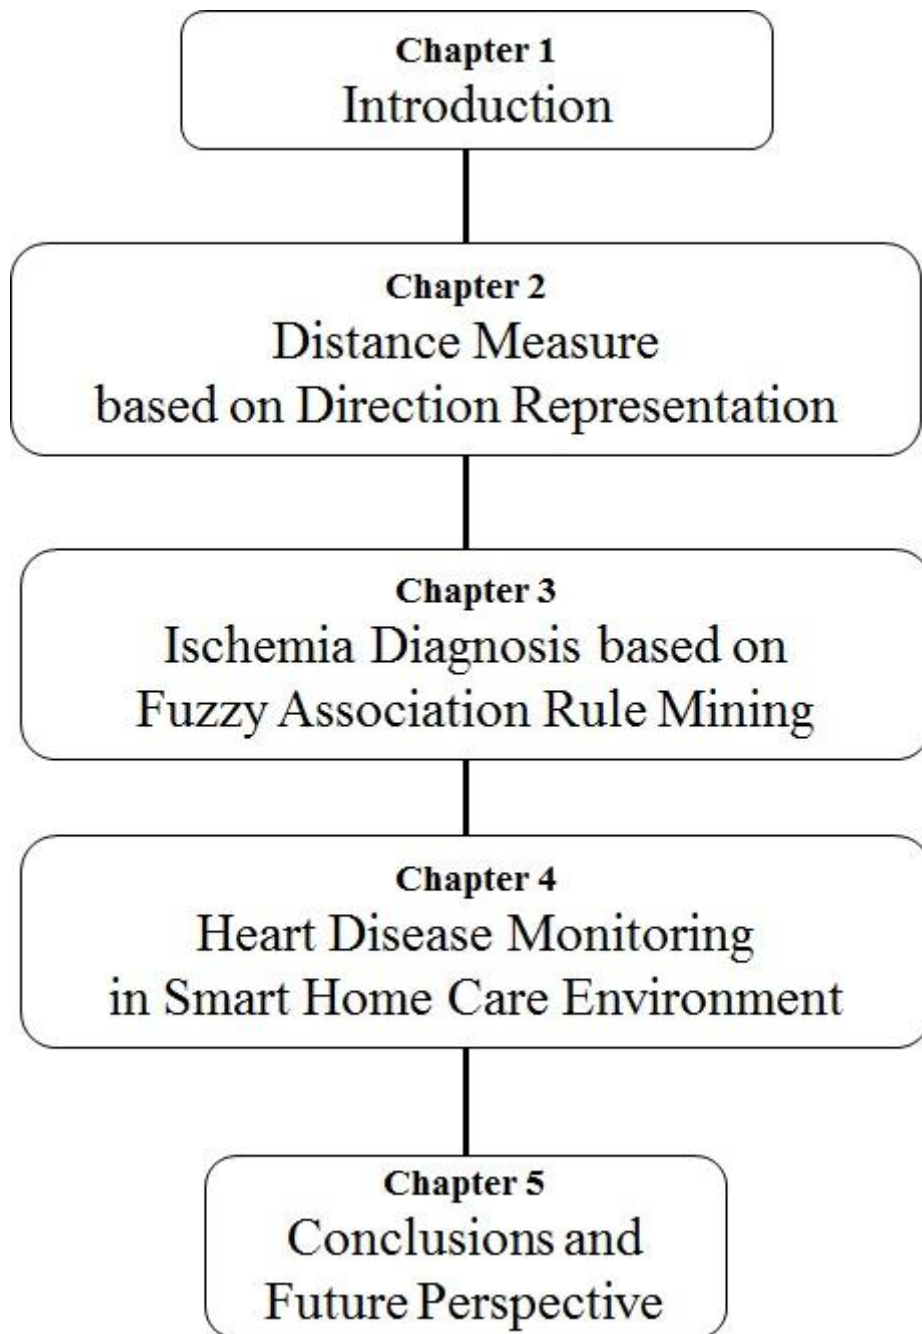 Chapter 1
Introduction
Chapter 2
Distance Measure
based on Direction Representation
Chapter 3
Ischemia Diagnosis based on
Fuzzy Association Rule Mining
Chapter 4
Heart Disease Monitoring
in Smart Home Care Environment
Chapter 5
Conclusions and
Future Perspective